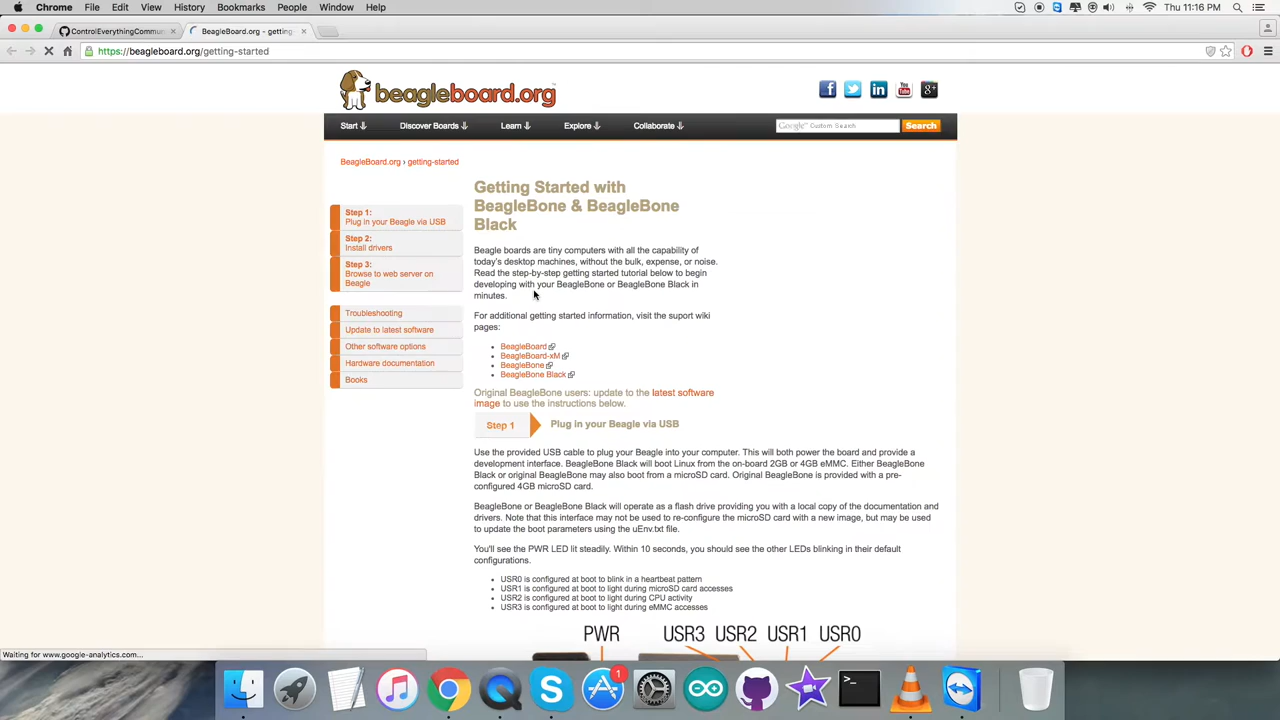 Chrome File Edit View History Bookmarks People Window Help Thu 11:16 PM
ControlEverythingCommun
BeagleBoard.org - getting-
https://beagleboard.org/getting-started
beagleboard.org
Start Discover Boards Learn Explore Collaborate Google Custom Search Search
BeagleBoard.org › getting-started
Step 1:
Plug in your Beagle via USB
Step 2:
Install drivers
Step 3:
Browse to web server on
Beagle
Troubleshooting
Update to latest software
Other software options
Hardware documentation
Books
Getting Started with
BeagleBone & BeagleBone
Black
Beagle boards are tiny computers with all the capability of
today's desktop machines, without the bulk, expense, or noise.
Read the step-by-step getting started tutorial below to begin
developing with your BeagleBone or BeagleBone Black in
minutes.
For additional getting started information, visit the suport wiki
pages:
• BeagleBoard
• BeagleBoard-xM
• BeagleBone
• BeagleBone Black
Original BeagleBone users: update to the latest software
image to use the instructions below.
Step 1 Plug in your Beagle via USB
Use the provided USB cable to plug your Beagle into your computer. This will both power the board and provide a
development interface. BeagleBone Black will boot Linux from the on-board 2GB or 4GB eMMC. Either BeagleBone
Black or original BeagleBone may also boot from a microSD card. Original BeagleBone is provided with a pre-
configured 4GB microSD card.
BeagleBone or BeagleBone Black will operate as a flash drive providing you with a local copy of the documentation and
drivers. Note that this interface may not be used to re-configure the microSD card with a new image, but may be used
to update the boot parameters using the uEnv.txt file.
You'll see the PWR LED lit steadily. Within 10 seconds, you should see the other LEDs blinking in their default
configurations.
• USR0 is configured at boot to blink in a heartbeat pattern
• USR1 is configured at boot to light during microSD card accesses
• USR2 is configured at boot to light during CPU activity
• USR3 is configured at boot to light during eMMC accesses
PWR USR3 USR2 USR1 USR0
Waiting for www.google-analytics.com...
1